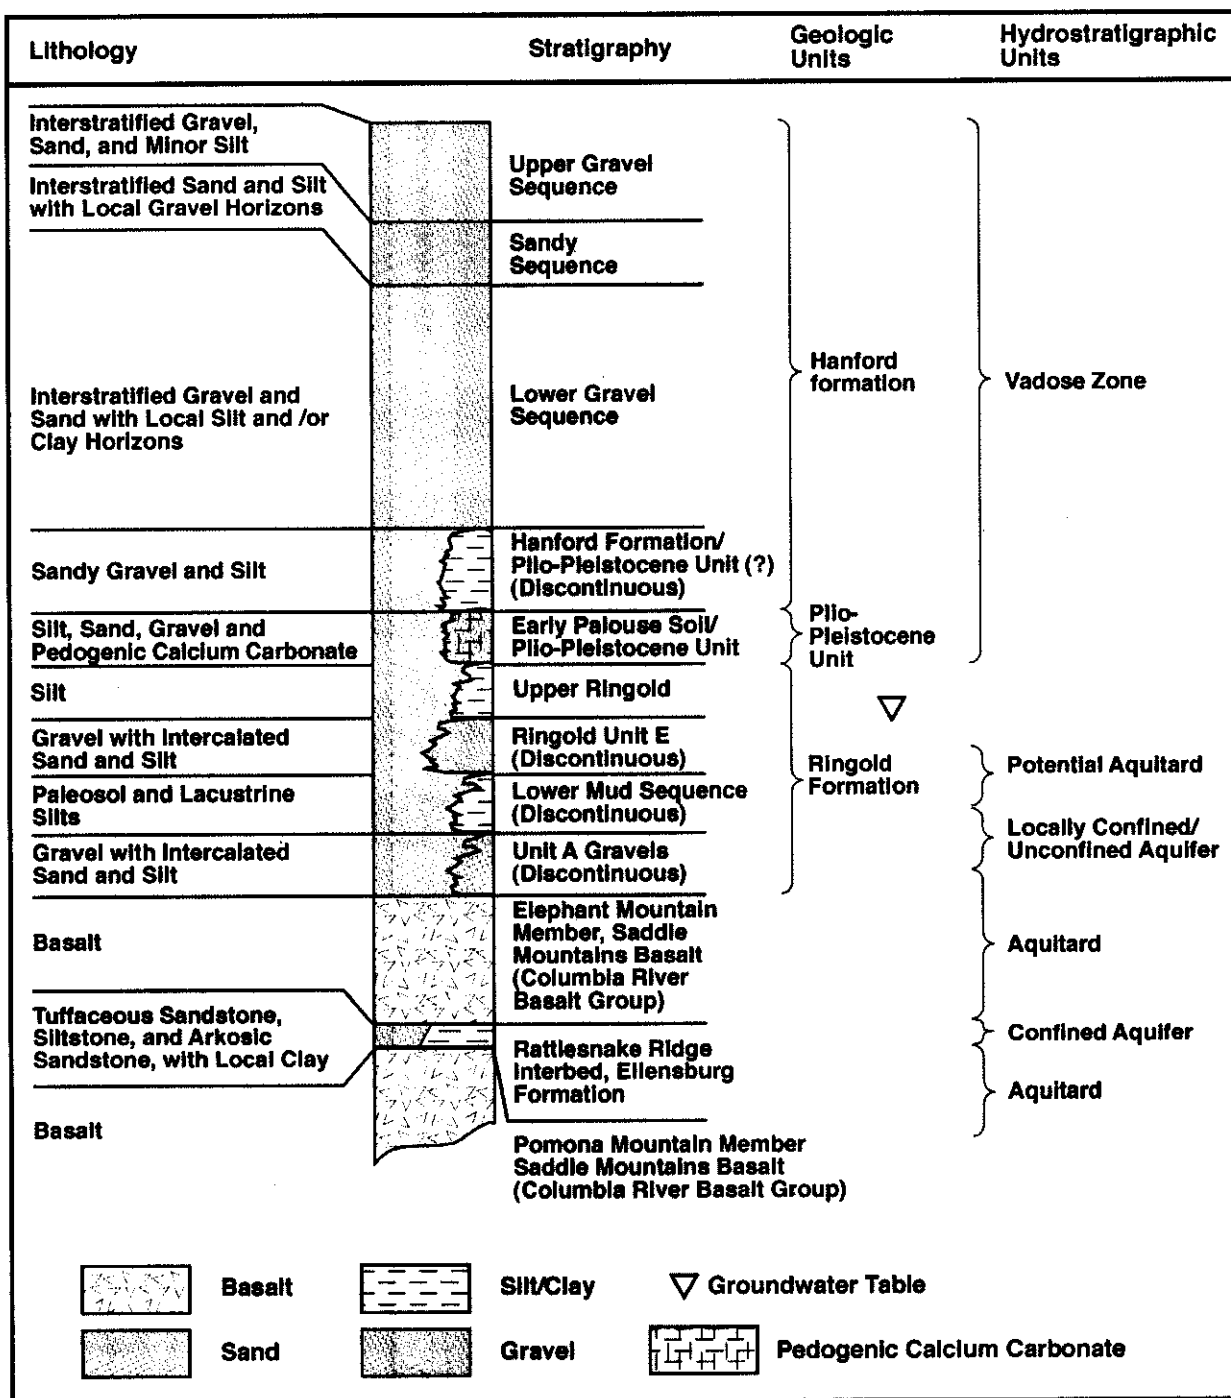 Lithology
Stratigraphy
Geologic
Units
Hydrostratigraphic
Units
Interstratified Gravel,
Sand, and Minor Silt
Interstratified Sand and Silt
with Local Gravel Horizons
Interstratified Gravel and
Sand with Local Silt and /or
Clay Horizons
Sandy Gravel and Silt
Silt, Sand, Gravel and
Pedogenic Calcium Carbonate
Silt
Gravel with Intercalated
Sand and Silt
Paleosol and Lacustrine
Silts
Gravel with Intercalated
Sand and Silt
Basalt
Tuffaceous Sandstone,
Siltstone, and Arkosic
Sandstone, with Local Clay
Basalt
Upper Gravel
Sequence
Sandy
Sequence
Lower Gravel
Sequence
Hanford Formation/
Plio-Pleistocene Unit (?)
(Discontinuous)
Early Palouse Soil/
Plio-Pleistocene Unit
Upper Ringold
Ringold Unit E
(Discontinuous)
Lower Mud Sequence
(Discontinuous)
Unit A Gravels
(Discontinuous)
Elephant Mountain
Member, Saddle
Mountains Basalt
(Columbia River
Basalt Group)
Rattlesnake Ridge
Interbed, Ellensburg
Formation
Pomona Mountain Member
Saddle Mountains Basalt
(Columbia River Basalt Group)
Hanford
formation
Plio-
Pleistocene
Unit
Ringold
Formation
Vadose Zone
Potential Aquitard
Locally Confined/
Unconfined Aquifer
Aquitard
Confined Aquifer
Aquitard
Basalt
Silt/Clay
Groundwater Table
Sand
Gravel
Pedogenic Calcium Carbonate